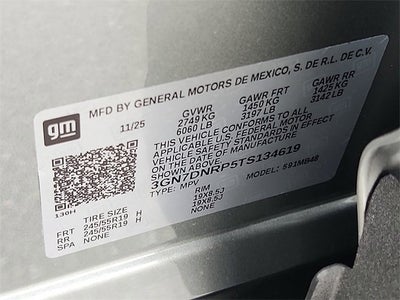 gm
MFD BY GENERAL MOTORS DE MEXICO, S. DE R.L. DE C.V.
11/25
GVWR GAWR FRT GAWR RR
2749 KG 1450 KG 1425 KG
6060 LB 3197 LB 3142 LB
THIS VEHICLE CONFORMS TO ALL
APPLICABLE U.S. FEDERAL MOTOR
VEHICLE SAFETY STANDARDS IN EFFECT
ON THE DATE OF MANUFACTURE SHOWN ABOVE.
3GN7DNRP5TS134619
TYPE: MPV MODEL:
130H
TIRE SIZE RIM
FRT 245/55R19 H 19X8.5J
RR 245/55R19 H 19X8.5J
SPA NONE NONE